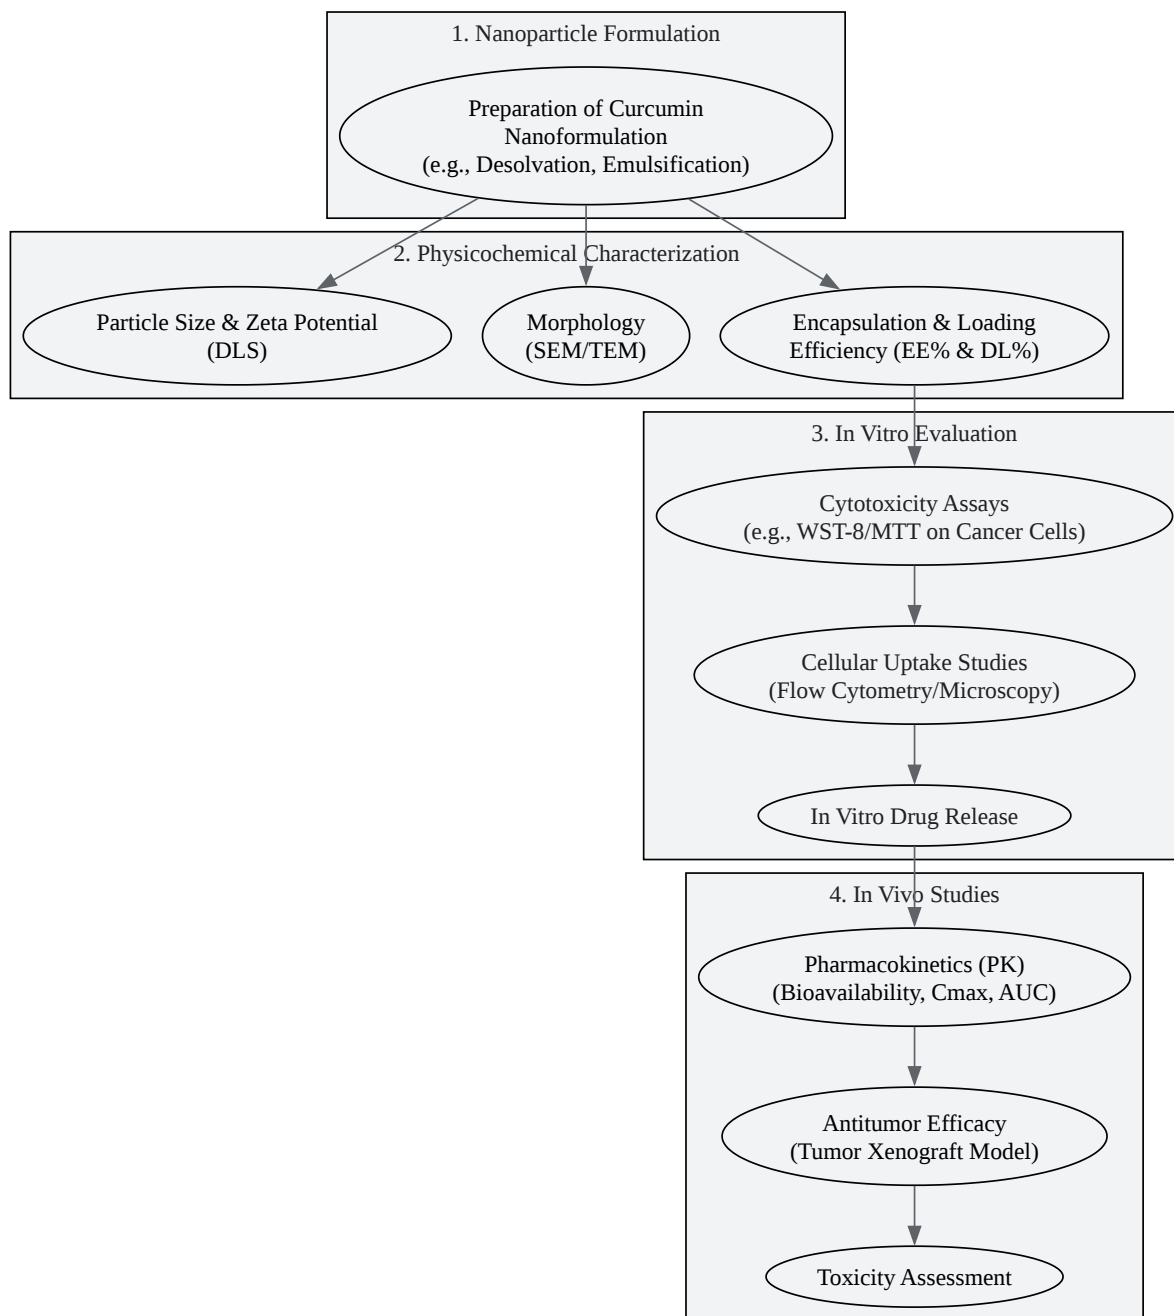 1. Nanoparticle Formulation
Preparation of Curcumin
Nanoformulation
(e.g., Desolvation, Emulsification)
2. Physicochemical Characterization
Particle Size & Zeta Potential
(DLS)
Morphology
(SEM/TEM)
Encapsulation & Loading
Efficiency (EE% & DL%)
3. In Vitro Evaluation
Cytotoxicity Assays
(e.g., WST-8/MTT on Cancer Cells)
Cellular Uptake Studies
(Flow Cytometry/Microscopy)
In Vitro Drug Release
4. In Vivo Studies
Pharmacokinetics (PK)
(Bioavailability, Cmax, AUC)
Antitumor Efficacy
(Tumor Xenograft Model)
Toxicity Assessment